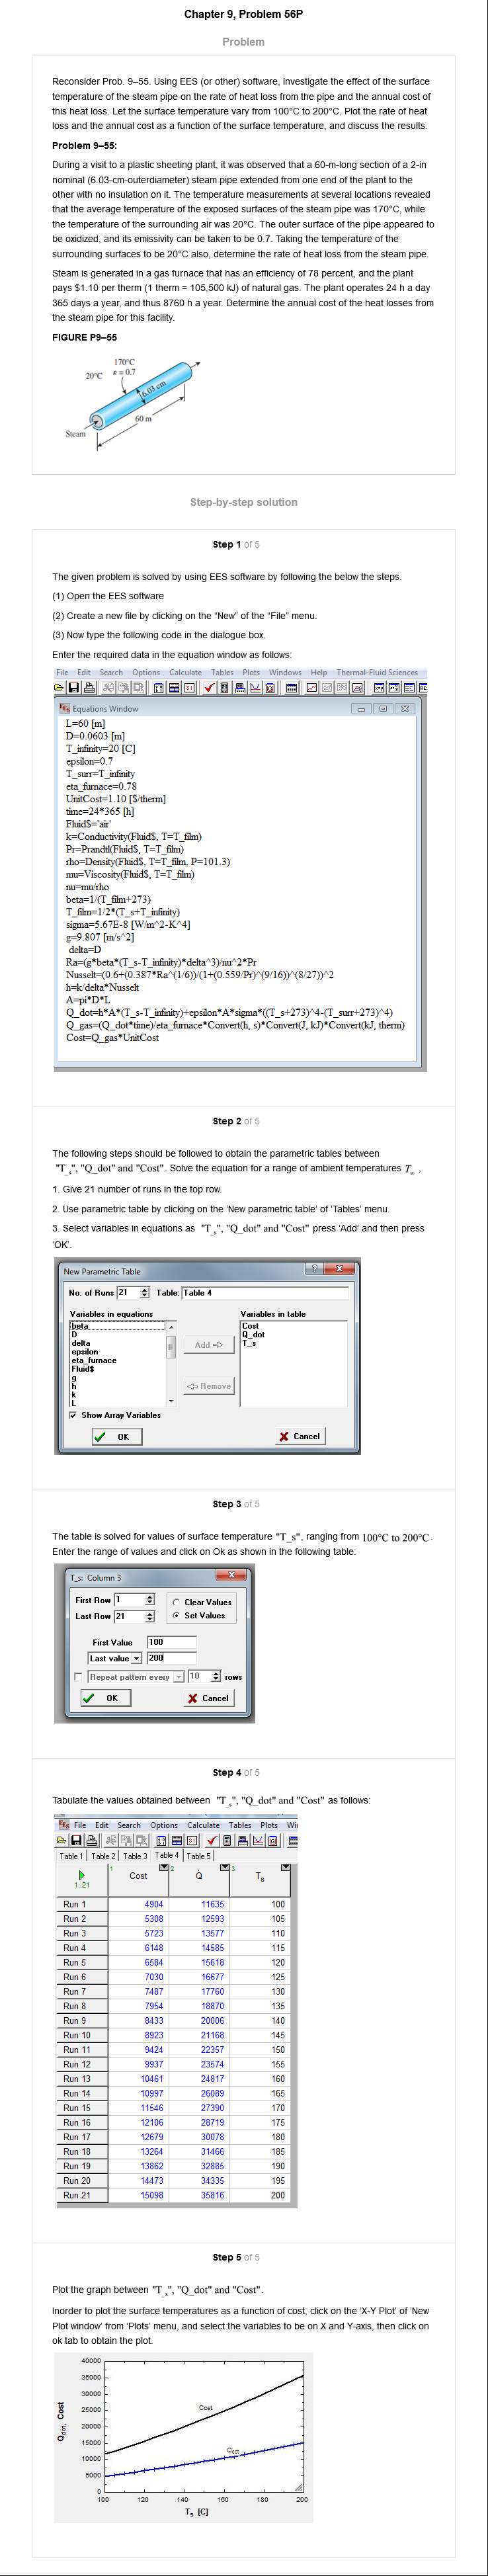 Chapter 9, Problem 56P
Problem
Reconsider Prob. 9–55. Using EES (or other) software, investigate the effect of the surface
temperature of the steam pipe on the rate of heat loss from the pipe and the annual cost of
this heat loss. Let the surface temperature vary from 100°C to 200°C. Plot the rate of heat
loss and the annual cost as a function of the surface temperature, and discuss the results.
Problem 9–55:
During a visit to a plastic sheeting plant, it was observed that a 60-m-long section of a 2-in
nominal (6.03-cm-outerdiameter) steam pipe extended from one end of the plant to the
other with no insulation on it. The temperature measurements at several locations revealed
that the average temperature of the exposed surfaces of the steam pipe was 170°C, while
the temperature of the surrounding air was 20°C. The outer surface of the pipe appeared to
be oxidized, and its emissivity can be taken to be 0.7. Taking the temperature of the
surrounding surfaces to be 20°C also, determine the rate of heat loss from the steam pipe.
Steam is generated in a gas furnace that has an efficiency of 78 percent, and the plant
pays $1.10 per therm (1 therm = 105,500 kJ) of natural gas. The plant operates 24 h a day
365 days a year, and thus 8760 h a year. Determine the annual cost of the heat losses from
the steam pipe for this facility.
FIGURE P9–55
170°C
20°C ε = 0.7
6.03 cm
60 m
Steam
Step-by-step solution
Step 1 of 5
The given problem is solved by using EES software by following the below the steps.
(1) Open the EES software
(2) Create a new file by clicking on the “New” of the “File” menu.
(3) Now type the following code in the dialogue box.
Enter the required data in the equation window as follows:
File Edit Search Options Calculate Tables Plots Windows Help Thermal-Fluid Sciences
Equations Window
L=60 [m]
D=0.0603 [m]
T_infinity=20 [C]
epsilon=0.7
T_surr=T_infinity
eta_furnace=0.78
UnitCost=1.10 [$/therm]
time=24*365 [h]
Fluid$='air'
k=Conductivity(Fluid$, T=T_film)
Pr=Prandtl(Fluid$, T=T_film)
rho=Density(Fluid$, T=T_film, P=101.3)
mu=Viscosity(Fluid$, T=T_film)
nu=mu/rho
beta=1/(T_film+273)
T_film=1/2*(T_s+T_infinity)
sigma=5.67E-8 [W/m^2-K^4]
g=9.807 [m/s^2]
delta=D
Ra=(g*beta*(T_s-T_infinity)*delta^3)/nu^2*Pr
Nusselt=(0.6+(0.387*Ra^(1/6))/(1+(0.559/Pr)^(9/16))^(8/27))^2
h=k/delta*Nusselt
A=pi*D*L
Q_dot=h*A*(T_s-T_infinity)+epsilon*A*sigma*((T_s+273)^4-(T_surr+273)^4)
Q_gas=(Q_dot*time)/eta_furnace*Convert(h, s)*Convert(J, kJ)*Convert(kJ, therm)
Cost=Q_gas*UnitCost
Step 2 of 5
The following steps should be followed to obtain the parametric tables between
"T_s", "Q_dot" and "Cost". Solve the equation for a range of ambient temperatures T∞ ,
1. Give 21 number of runs in the top row.
2. Use parametric table by clicking on the ‘New parametric table’ of ‘Tables’ menu.
3. Select variables in equations as "T_s", "Q_dot" and "Cost" press ‘Add’ and then press
‘OK’.
New Parametric Table
No. of Runs 21 Table: Table 4
Variables in equations Variables in table
beta Cost
D Q_dot
delta T_s
epsilon
eta_furnace
Fluid$
g
h
k
L
Add
Remove
Show Array Variables
OK Cancel
Step 3 of 5
The table is solved for values of surface temperature "T_s", ranging from 100°C to 200°C.
Enter the range of values and click on Ok as shown in the following table:
T_s: Column 3
First Row 1 Clear Values
Last Row 21 Set Values
First Value 100
Last value 200
Repeat pattern every 10 rows
OK Cancel
Step 4 of 5
Tabulate the values obtained between "T_s", "Q_dot" and "Cost" as follows:
File Edit Search Options Calculate Tables Plots Wi
Table 1 Table 2 Table 3 Table 4 Table 5
1..21 1 Cost 2 Q̇ 3 Ts
Run 1 4904 11635 100
Run 2 5308 12593 105
Run 3 5723 13577 110
Run 4 6148 14585 115
Run 5 6584 15618 120
Run 6 7030 16677 125
Run 7 7487 17760 130
Run 8 7954 18870 135
Run 9 8433 20006 140
Run 10 8923 21168 145
Run 11 9424 22357 150
Run 12 9937 23574 155
Run 13 10461 24817 160
Run 14 10997 26089 165
Run 15 11546 27390 170
Run 16 12106 28719 175
Run 17 12679 30078 180
Run 18 13264 31466 185
Run 19 13862 32885 190
Run 20 14473 34335 195
Run 21 15098 35816 200
Step 5 of 5
Plot the graph between "T_s", "Q_dot" and "Cost".
Inorder to plot the surface temperatures as a function of cost, click on the ‘X-Y Plot’ of ‘New
Plot window’ from ‘Plots’ menu, and select the variables to be on X and Y-axis, then click on
ok tab to obtain the plot.
40000
35000
30000
25000
20000
15000
10000
5000
0
Qdot, Cost
Cost
Qdot
100 120 140 160 180 200
Ts [C]